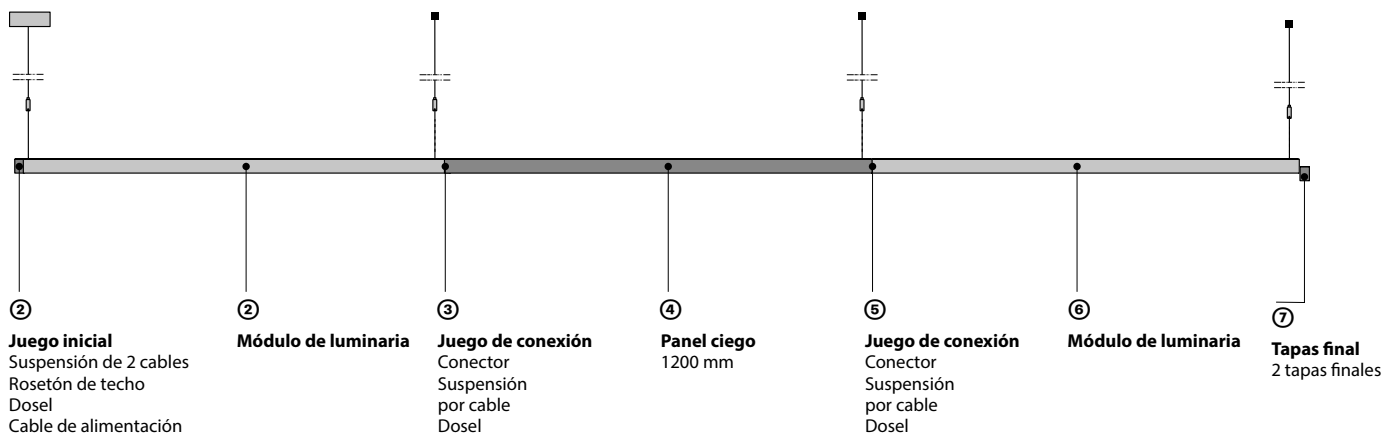 ②
Juego inicial
Suspensión de 2 cables
Rosetón de techo
Dosel
Cable de alimentación
②
Módulo de luminaria
③
Juego de conexión
Conector
Suspensión
por cable
Dosel
④
Panel ciego
1200 mm
⑤
Juego de conexión
Conector
Suspensión
por cable
Dosel
⑥
Módulo de luminaria
⑦
Tapas final
2 tapas finales